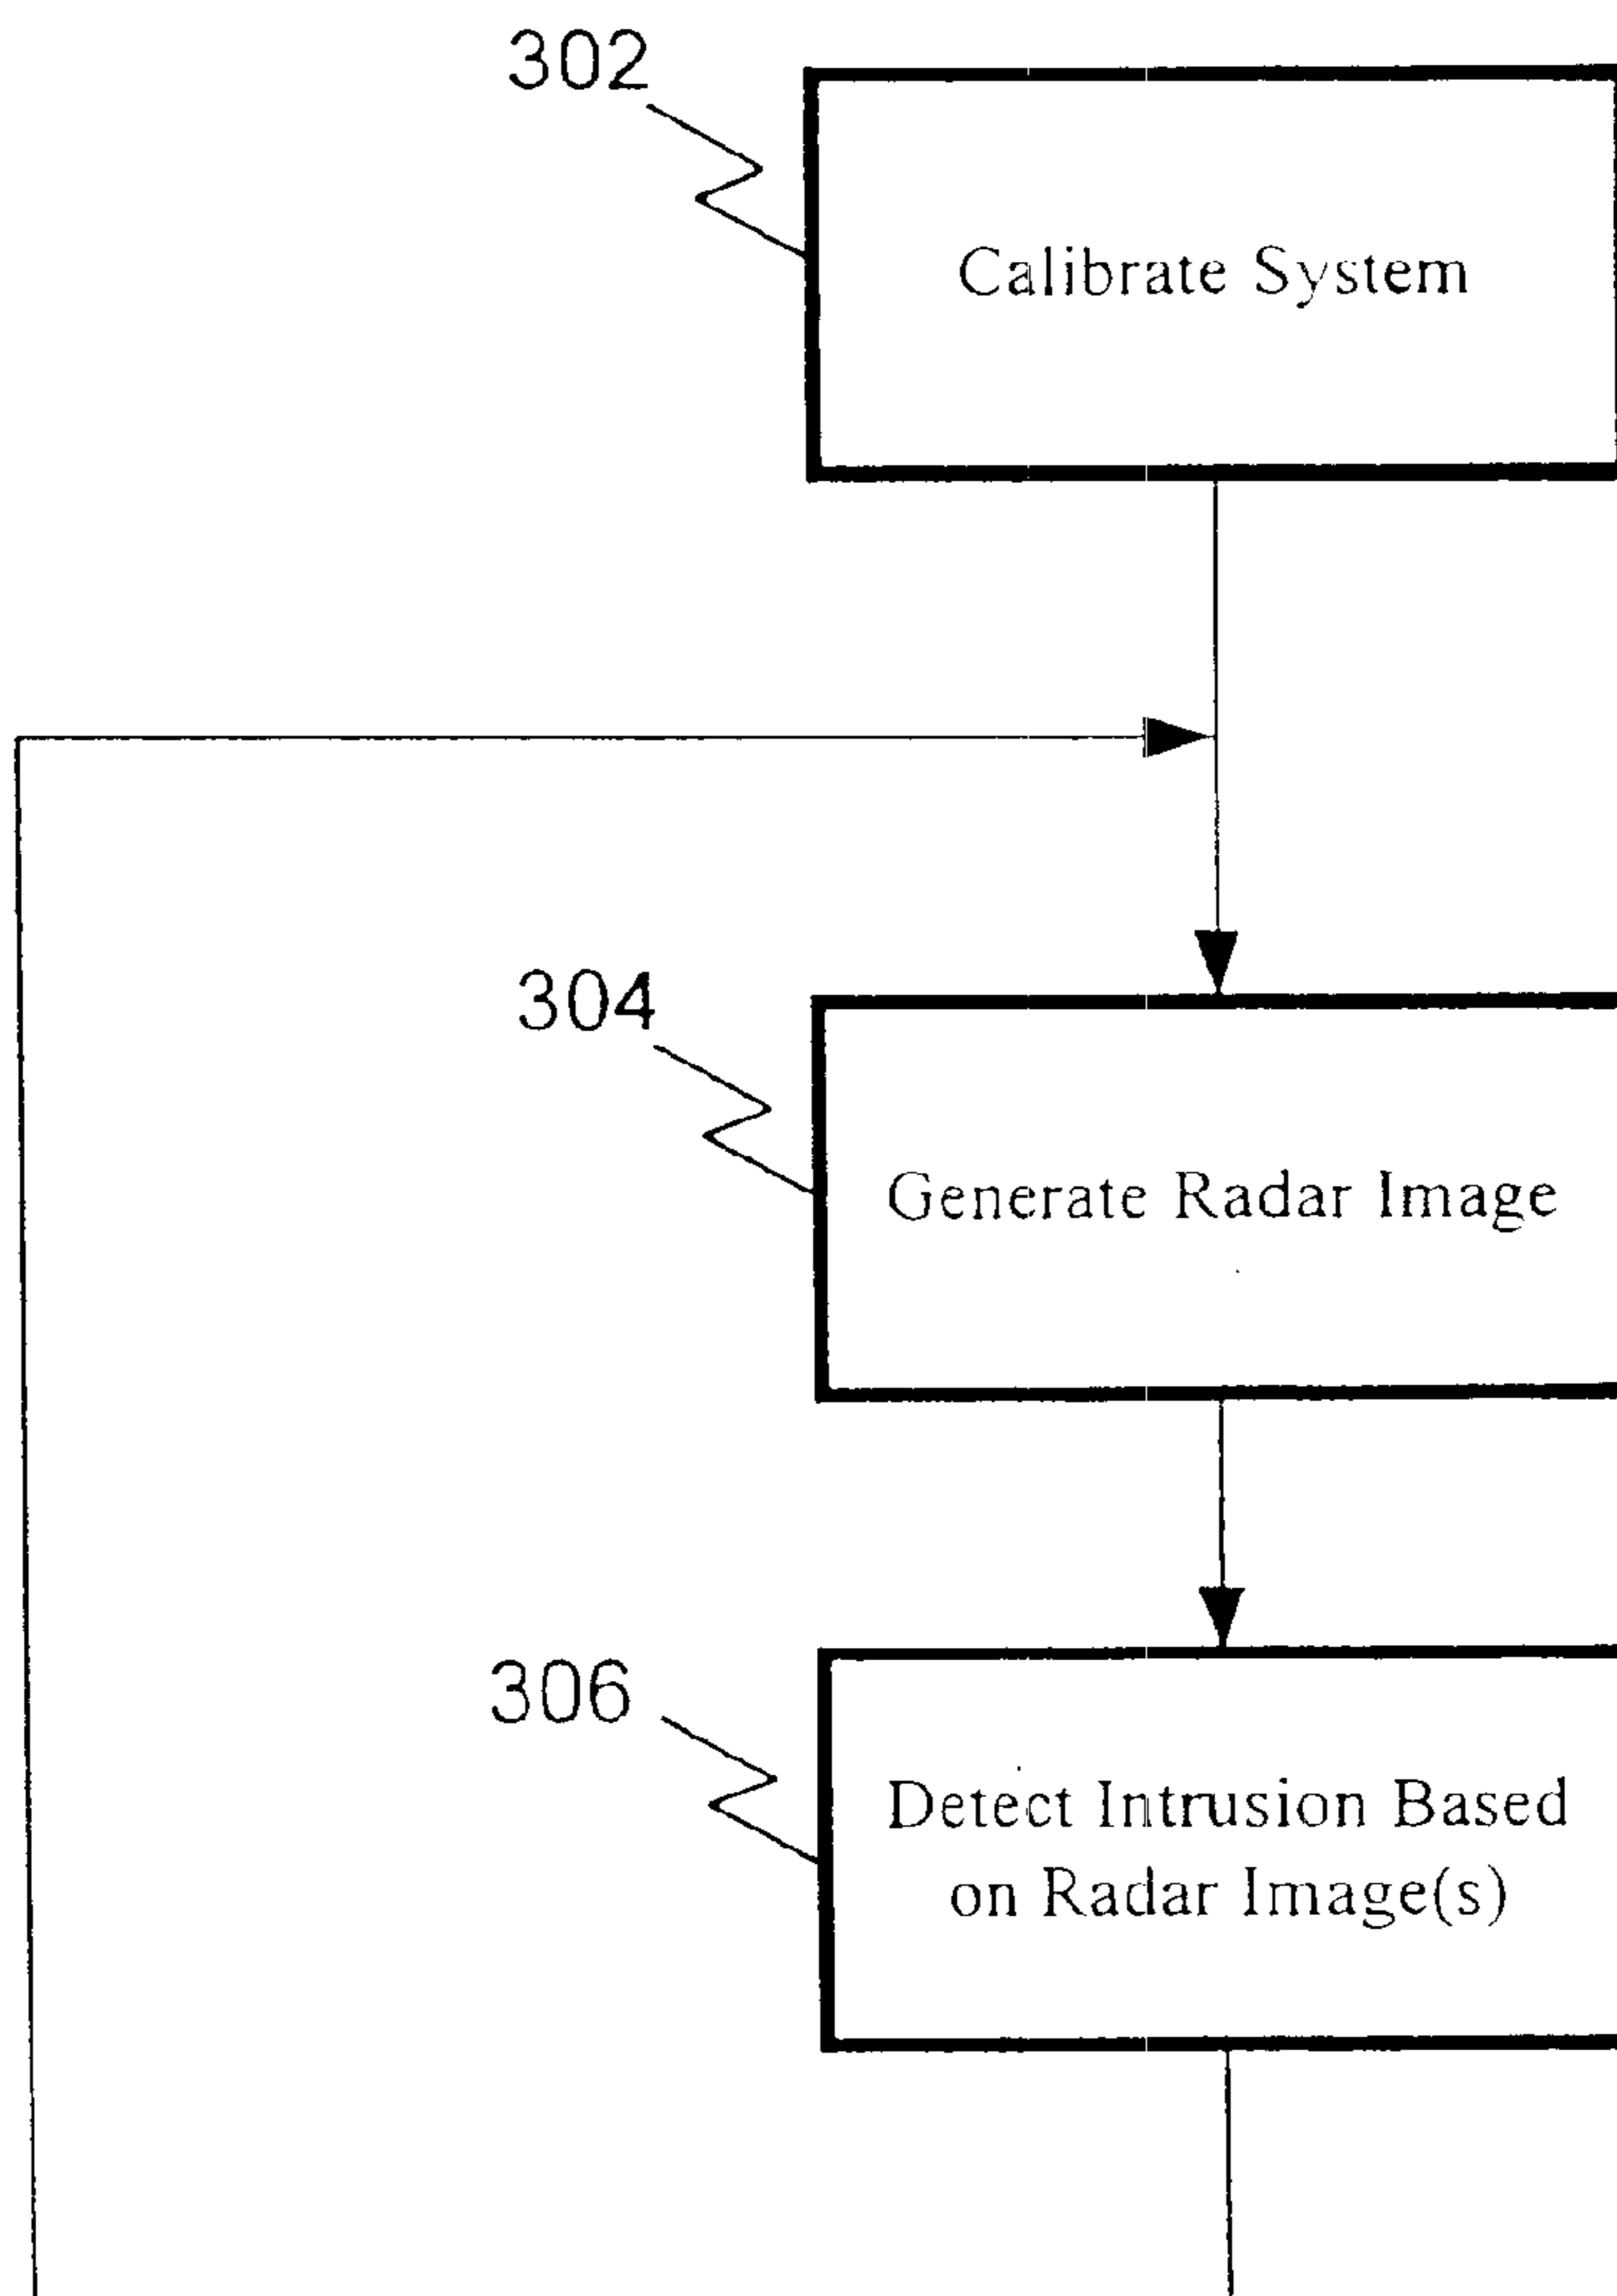 302
Calibrate System
304
Generate Radar Image
306
Detect Intrusion Based
on Radar Image(s)